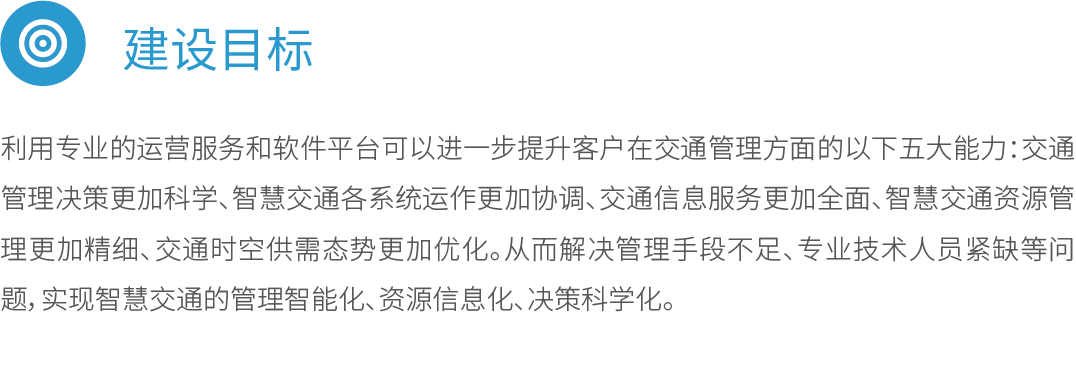 建设目标
利用专业的运营服务和软件平台可以进一步提升客户在交通管理方面的以下五大能力：交通
管理决策更加科学、智慧交通各系统运作更加协调、交通信息服务更加全面、智慧交通资源管
理更加精细、交通时空供需态势更加优化。从而解决管理手段不足、专业技术人员紧缺等问
题，实现智慧交通的管理智能化、资源信息化、决策科学化。